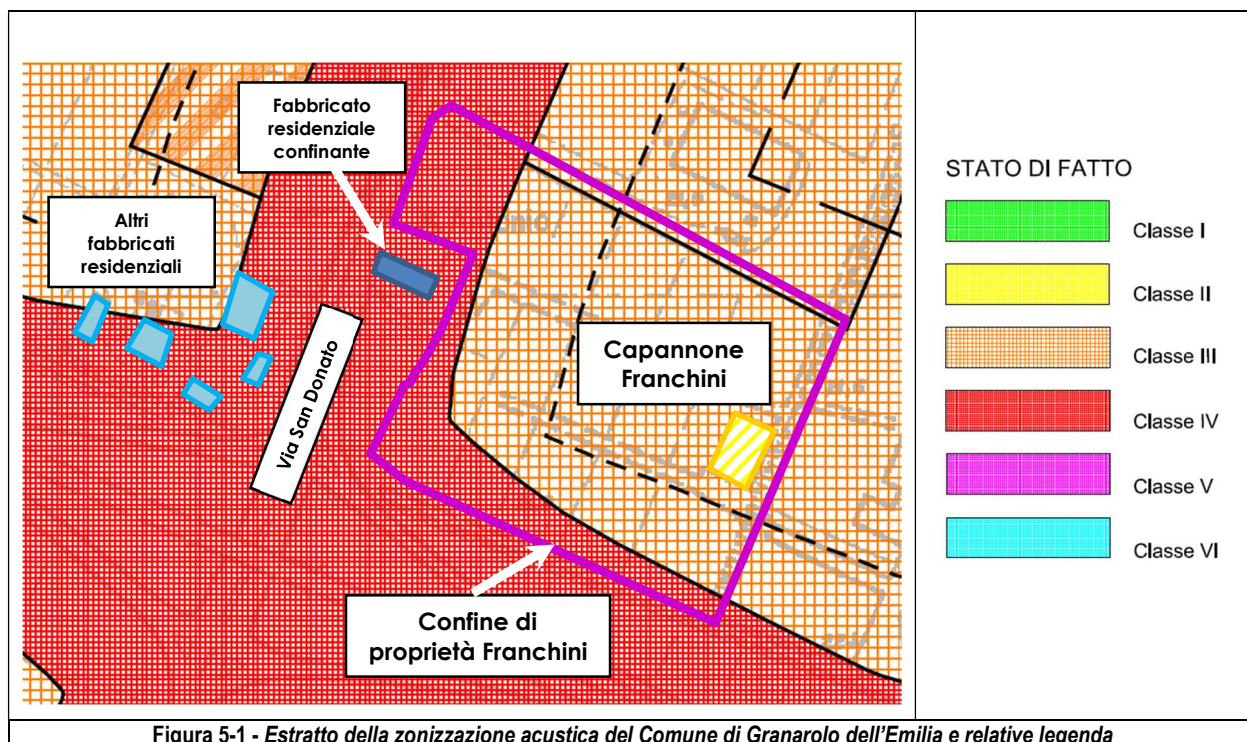 Fabbricato
residenziale
confinante
Altri
fabbricati
residenziali
Via San Donato
Capannone
Franchini
Confine di
proprietà Franchini
STATO DI FATTO
Classe I
Classe II
Classe III
Classe IV
Classe V
Classe VI
Figura 5-1 - Estratto della zonizzazione acustica del Comune di Granarolo dell'Emilia e relative legenda